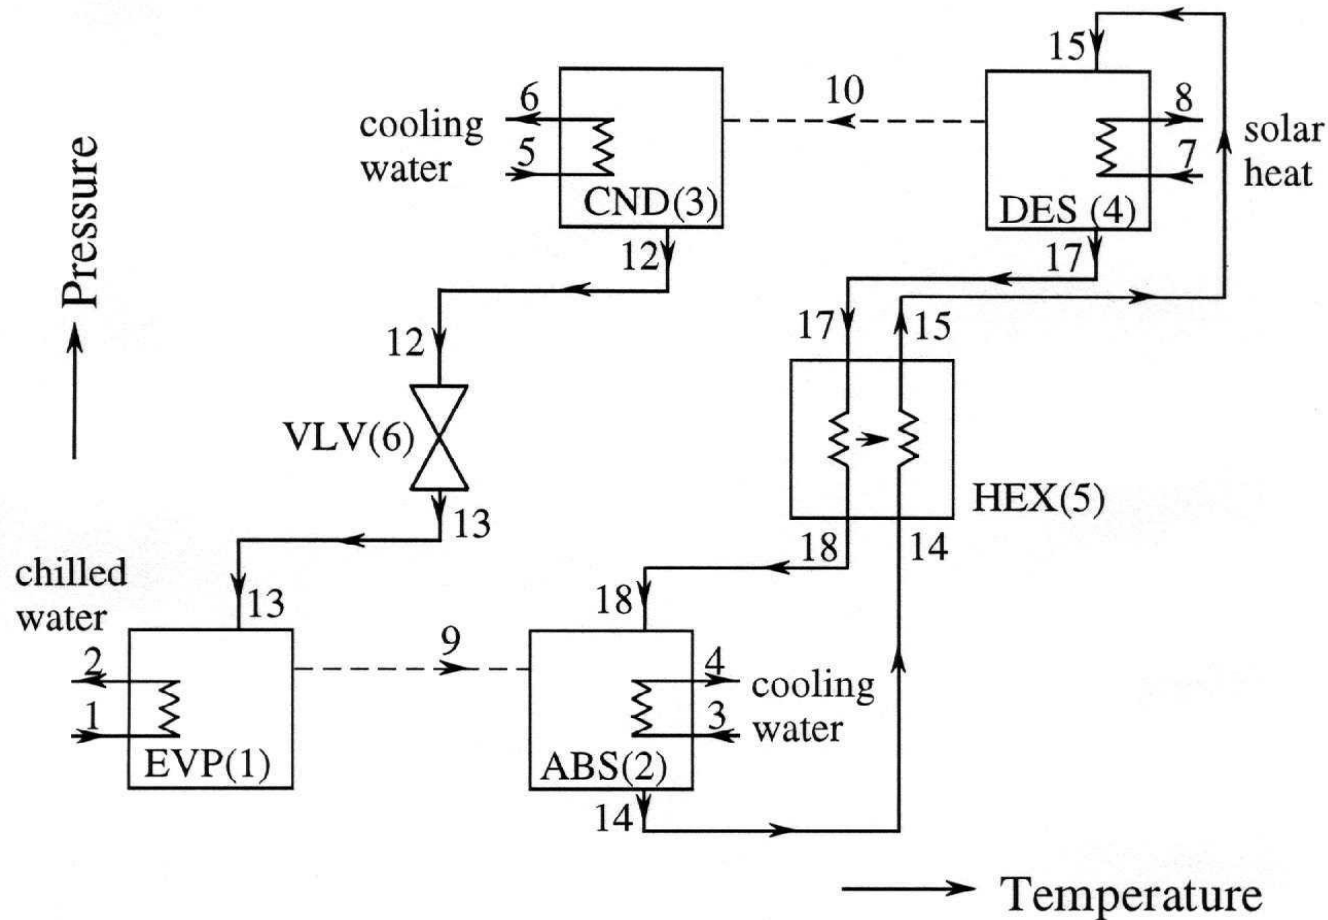 15
10
6
8
cooling
water
solar
heat
5
7
CND(3)
DES (4)
12
17
Pressure
12
17
15
VLV(6)
HEX(5)
13
18
14
chilled
water
13
18
9
2
4
cooling
water
1
3
EVP(1)
ABS(2)
14
Temperature